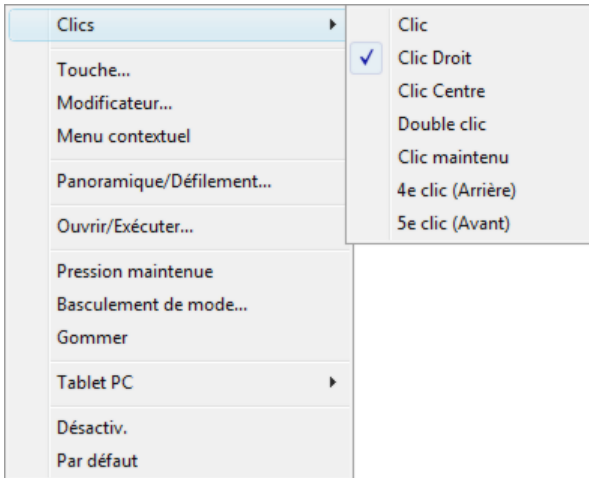 Clics
Touche...
Modificateur...
Menu contextuel
Panoramique/Défilement...
Ouvrir/Exécuter...
Pression maintenue
Basculement de mode...
Gommer
Tablet PC
Désactiv.
Par défaut
Clic
Clic Droit
Clic Centre
Double clic
Clic maintenu
4e clic (Arrière)
5e clic (Avant)